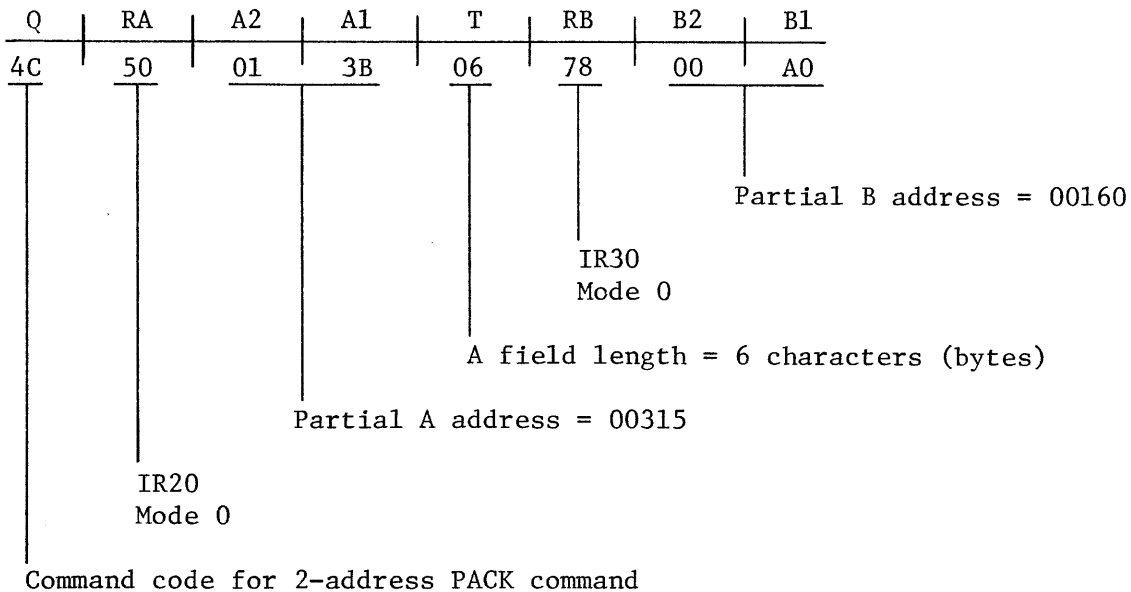 Q RA A2 A1 T RB B2 B1
4C 50 01 3B 06 78 00 A0
Partial B address = 00160
IR30
Mode 0
A field length = 6 characters (bytes)
Partial A address = 00315
IR20
Mode 0
Command code for 2-address PACK command